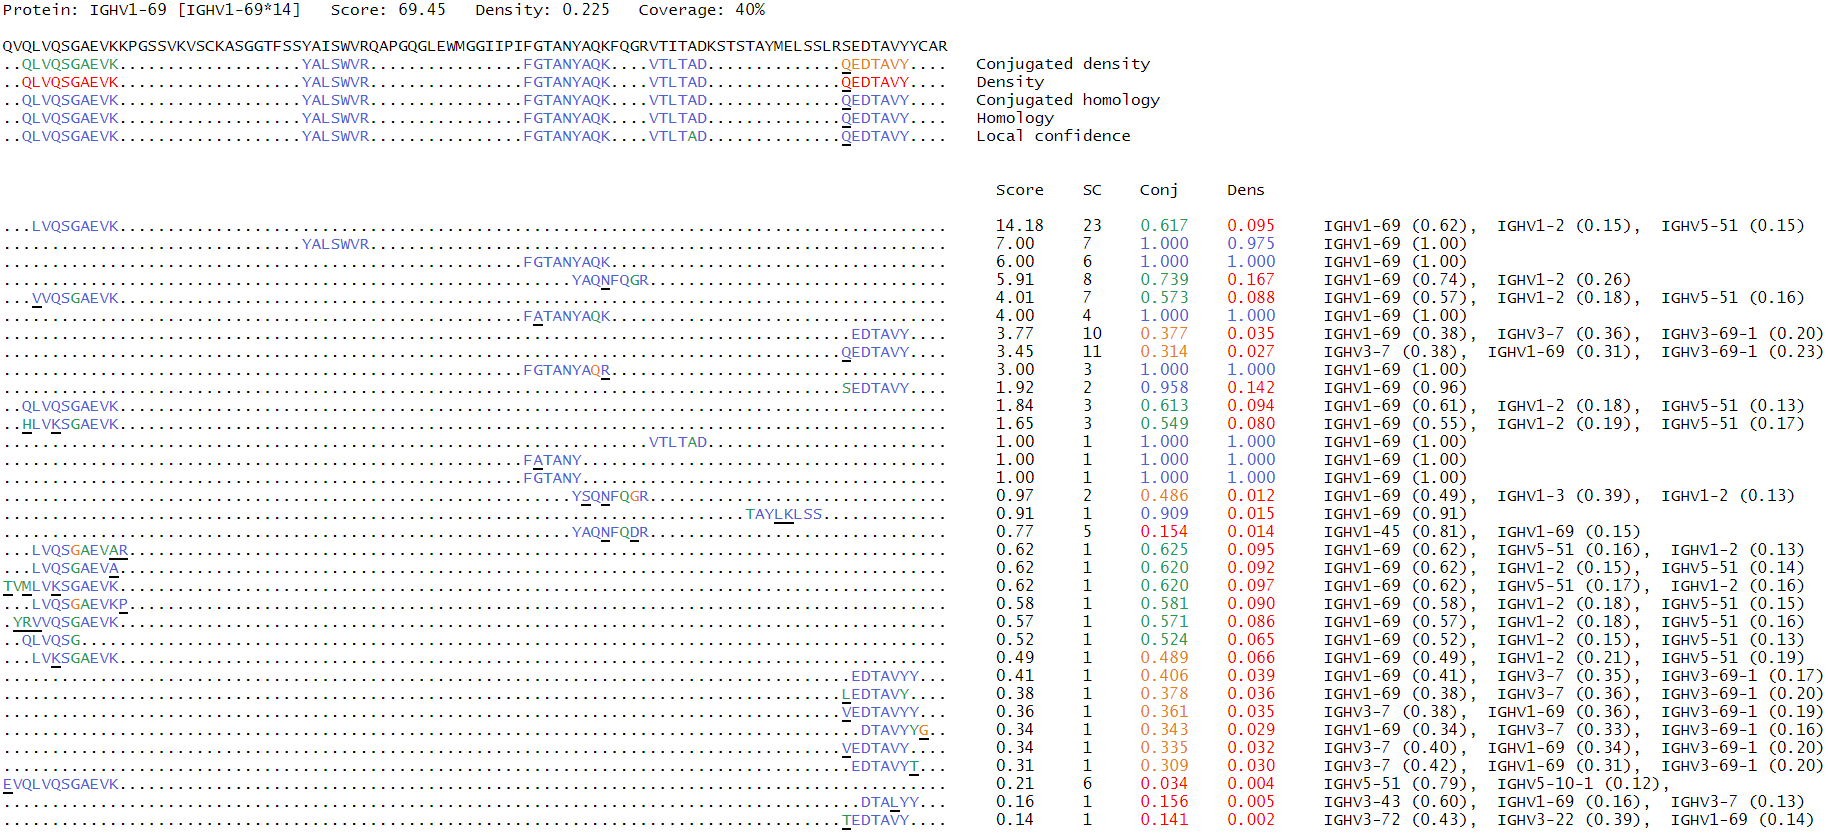 Protein: IGHV1-69 [IGHV1-69*14]   Score: 69.45   Density: 0.225   Coverage: 40%
QVQLVQSGAEVKKPGSSVKVSCKASGGTFSSYAISWVRQAPGQGLEWMGGIIPIFGTANYAQKFQGRVTITADKSTSTAYMELSSLRSEDTAVYYCAR
..QLVQSGAEVK...................YALSWVR................FGTANYAQK....VTLTAD..............QEDTAVY.... Conjugated density
..QLVQSGAEVK...................YALSWVR................FGTANYAQK....VTLTAD..............QEDTAVY.... Density
..QLVQSGAEVK...................YALSWVR................FGTANYAQK....VTLTAD..............QEDTAVY.... Conjugated homology
..QLVQSGAEVK...................YALSWVR................FGTANYAQK....VTLTAD..............QEDTAVY.... Homology
..QLVQSGAEVK...................YALSWVR................FGTANYAQK....VTLTAD..............QEDTAVY.... Local confidence
Score SC Conj Dens
...LVQSGAEVK...................................................................................... 14.18 23 0.617 0.095 IGHV1-69 (0.62), IGHV1-2 (0.15), IGHV5-51 (0.15)
...............................YALSWVR............................................................ 7.00 7 1.000 0.975 IGHV1-69 (1.00)
......................................................FGTANYAQK................................... 6.00 6 1.000 1.000 IGHV1-69 (1.00)
...........................................................YAQNFQGR............................... 5.91 8 0.739 0.167 IGHV1-69 (0.74), IGHV1-2 (0.26)
...VVQSGAEVK...................................................................................... 4.01 7 0.573 0.088 IGHV1-69 (0.57), IGHV1-2 (0.18), IGHV5-51 (0.16)
......................................................FATANYAQK................................... 4.00 4 1.000 1.000 IGHV1-69 (1.00)
........................................................................................EDTAVY.... 3.77 10 0.377 0.035 IGHV1-69 (0.38), IGHV3-7 (0.36), IGHV3-69-1 (0.20)
.......................................................................................QEDTAVY.... 3.45 11 0.314 0.027 IGHV3-7 (0.38), IGHV1-69 (0.31), IGHV3-69-1 (0.23)
......................................................FGTANYAQR................................... 3.00 3 1.000 1.000 IGHV1-69 (1.00)
.......................................................................................SEDTAVY.... 1.92 2 0.958 0.142 IGHV1-69 (0.96)
..QLVQSGAEVK...................................................................................... 1.84 3 0.613 0.094 IGHV1-69 (0.61), IGHV1-2 (0.18), IGHV5-51 (0.13)
..HLVKSGAEVK...................................................................................... 1.65 3 0.549 0.080 IGHV1-69 (0.55), IGHV1-2 (0.19), IGHV5-51 (0.17)
...................................................................VTLTAD......................... 1.00 1 1.000 1.000 IGHV1-69 (1.00)
......................................................FATANY...................................... 1.00 1 1.000 1.000 IGHV1-69 (1.00)
......................................................FGTANY...................................... 1.00 1 1.000 1.000 IGHV1-69 (1.00)
...........................................................YSQNFQGR............................... 0.97 2 0.486 0.012 IGHV1-69 (0.49), IGHV1-3 (0.39), IGHV1-2 (0.13)
.............................................................................TAYLKLSS............. 0.91 1 0.909 0.015 IGHV1-69 (0.91)
...........................................................YAQNFQDR............................... 0.77 5 0.154 0.014 IGHV1-45 (0.81), IGHV1-69 (0.15)
...LVQSGAEVAR..................................................................................... 0.62 1 0.625 0.095 IGHV1-69 (0.62), IGHV5-51 (0.16), IGHV1-2 (0.13)
...LVQSGAEVA...................................................................................... 0.62 1 0.620 0.092 IGHV1-69 (0.62), IGHV1-2 (0.15), IGHV5-51 (0.14)
TVMLVKSGAEVK...................................................................................... 0.62 1 0.620 0.097 IGHV1-69 (0.62), IGHV5-51 (0.17), IGHV1-2 (0.16)
...LVQSGAEVKP..................................................................................... 0.58 1 0.581 0.090 IGHV1-69 (0.58), IGHV1-2 (0.18), IGHV5-51 (0.15)
.YRVVQSGAEVK...................................................................................... 0.57 1 0.571 0.086 IGHV1-69 (0.57), IGHV1-2 (0.18), IGHV5-51 (0.16)
..QLVQSG.......................................................................................... 0.52 1 0.524 0.065 IGHV1-69 (0.52), IGHV1-2 (0.15), IGHV5-51 (0.13)
...LVKSGAEVK...................................................................................... 0.49 1 0.489 0.066 IGHV1-69 (0.49), IGHV1-2 (0.21), IGHV5-51 (0.19)
........................................................................................EDTAVYY... 0.41 1 0.406 0.039 IGHV1-69 (0.41), IGHV3-7 (0.35), IGHV3-69-1 (0.17)
.......................................................................................LEDTAVY.... 0.38 1 0.378 0.036 IGHV1-69 (0.38), IGHV3-7 (0.36), IGHV3-69-1 (0.20)
.......................................................................................VEDTAVYY... 0.36 1 0.361 0.035 IGHV3-7 (0.38), IGHV1-69 (0.36), IGHV3-69-1 (0.19)
.........................................................................................DTAVYYG.. 0.34 1 0.343 0.029 IGHV1-69 (0.34), IGHV3-7 (0.33), IGHV3-69-1 (0.16)
.......................................................................................VEDTAVY.... 0.34 1 0.335 0.032 IGHV3-7 (0.40), IGHV1-69 (0.34), IGHV3-69-1 (0.20)
........................................................................................EDTAVYT... 0.31 1 0.309 0.030 IGHV3-7 (0.42), IGHV1-69 (0.31), IGHV3-69-1 (0.20)
EVQLVQSGAEVK...................................................................................... 0.21 6 0.034 0.004 IGHV5-51 (0.79), IGHV5-10-1 (0.12),
.........................................................................................DTALYY... 0.16 1 0.156 0.005 IGHV3-43 (0.60), IGHV1-69 (0.16), IGHV3-7 (0.13)
.......................................................................................TEDTAVY.... 0.14 1 0.141 0.002 IGHV3-72 (0.43), IGHV3-22 (0.39), IGHV1-69 (0.14)